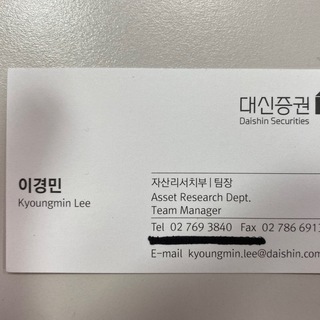 대신증권
Daishin Securities
이경민
Kyoungmin Lee
자산리서치부 | 팀장
Asset Research Dept.
Team Manager
Tel 02 769 3840 Fax 02 786 691
E-mail kyoungmin.lee@daishin.com